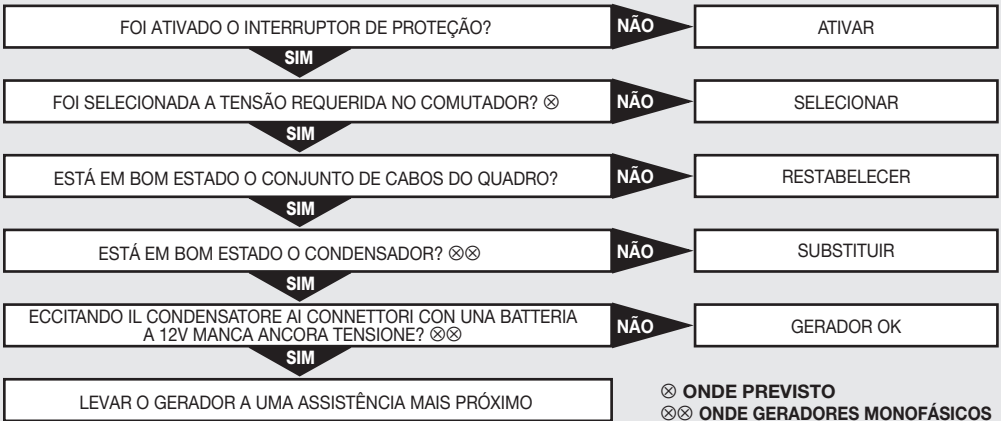 FOI ATIVADO O INTERRUPTOR DE PROTEÇÃO?
NÃO
ATIVAR
SIM
FOI SELECIONADA A TENSÃO REQUERIDA NO COMUTADOR? ⊗
NÃO
SELECIONAR
SIM
ESTÁ EM BOM ESTADO O CONJUNTO DE CABOS DO QUADRO?
NÃO
RESTABELECER
SIM
ESTÁ EM BOM ESTADO O CONDENSADOR? ⊗⊗
NÃO
SUBSTITUIR
SIM
ECCITANDO IL CONDENSATORE AI CONNETTORI CON UNA BATTERIA
A 12V MANCA ANCORA TENSIONE? ⊗⊗
NÃO
GERADOR OK
SIM
LEVAR O GERADOR A UMA ASSISTÊNCIA MAIS PRÓXIMO
⊗ ONDE PREVISTO
⊗⊗ ONDE GERADORES MONOFÁSICOS